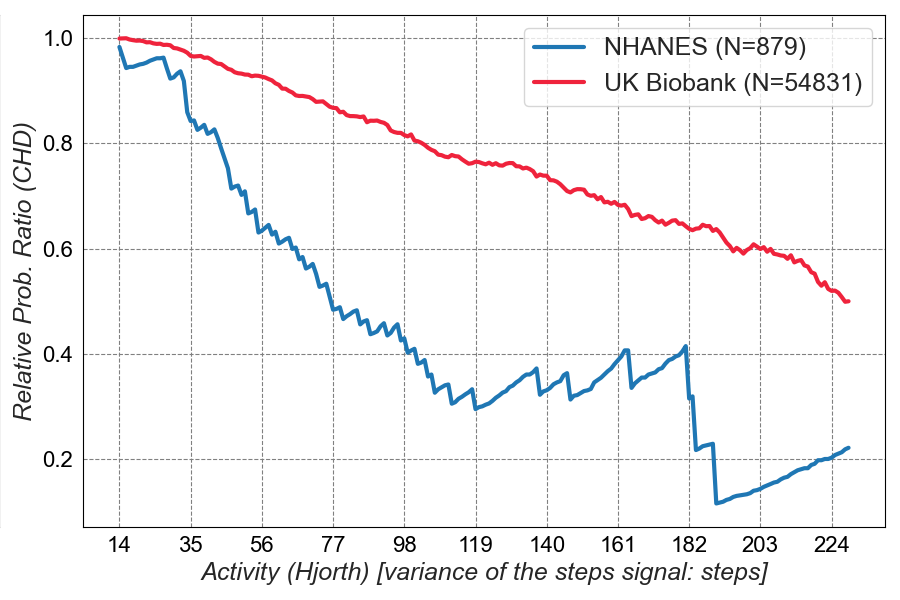 NHANES (N=879)
UK Biobank (N=54831)
Relative Prob. Ratio (CHD)
1.0
0.8
0.6
0.4
0.2
14 35 56 77 98 119 140 161 182 203 224
Activity (Hjorth) [variance of the steps signal: steps]